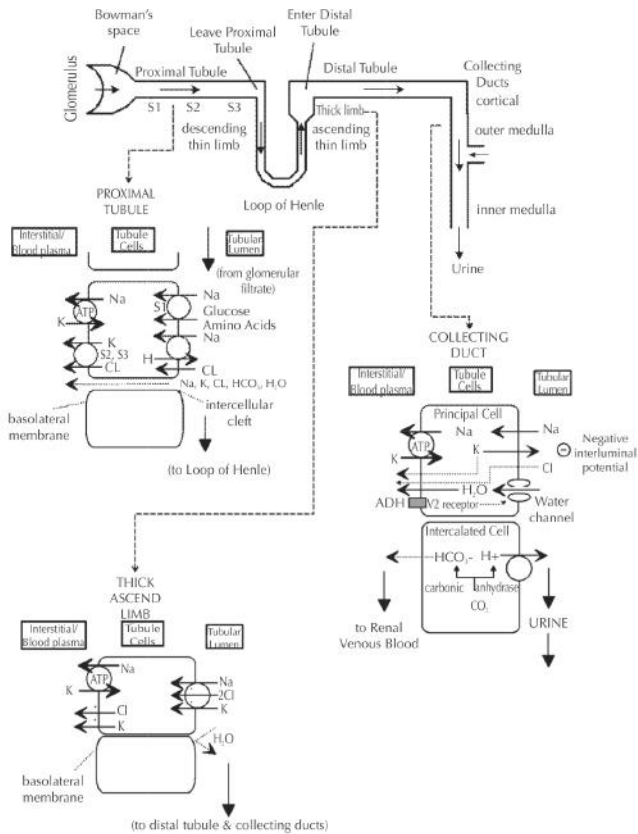 Bowman's
space
Glomerulus
Leave Proximal
Tubule
Enter Distal
Tubule
Proximal Tubule
S1 S2 S3
Distal Tubule
Collecting
Ducts
cortical
descending
thin limb
Thick limb
ascending
thin limb
outer medulla
Loop of Henle
inner medulla
Urine
PROXIMAL
TUBULE
Interstitial/
Blood plasma
Tubule
Cells
Tubular
Lumen
(from glomerular
filtrate)
Na
ATP
K
S1
Na
Glucose
Amino Acids
Na
K
S2, S3
CL
H
CL
Na, K, CL, HCO₃, H₂O
basolateral
membrane
intercellular
cleft
(to Loop of Henle)
COLLECTING
DUCT
Interstitial/
Blood plasma
Tubule
Cells
Tubular
Lumen
Principal Cell
Na
Na
ATP
K
K
Negative
interluminal
potential
Cl
H₂O
ADH
V2 receptor
Water
channel
Intercalated Cell
HCO₃- H+
carbonic anhydrase
CO₂
to Renal
Venous Blood
URINE
THICK
ASCEND
LIMB
Interstitial/
Blood plasma
Tubule
Cells
Tubular
Lumen
Na
ATP
K
Na
2Cl
K
Cl
K
H₂O
basolateral
membrane
(to distal tubule & collecting ducts)